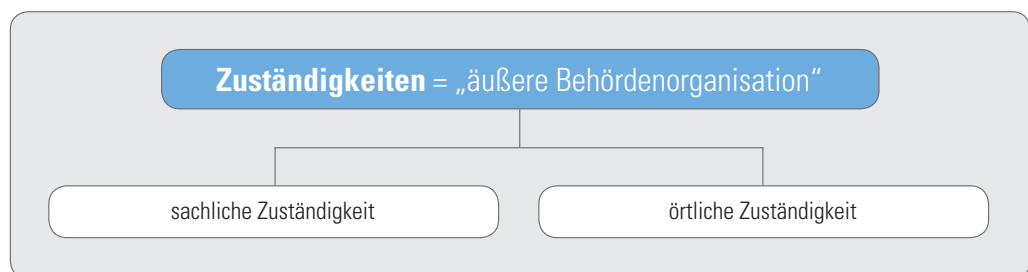 Zuständigkeiten = „äußere Behördenorganisation“
sachliche Zuständigkeit
örtliche Zuständigkeit